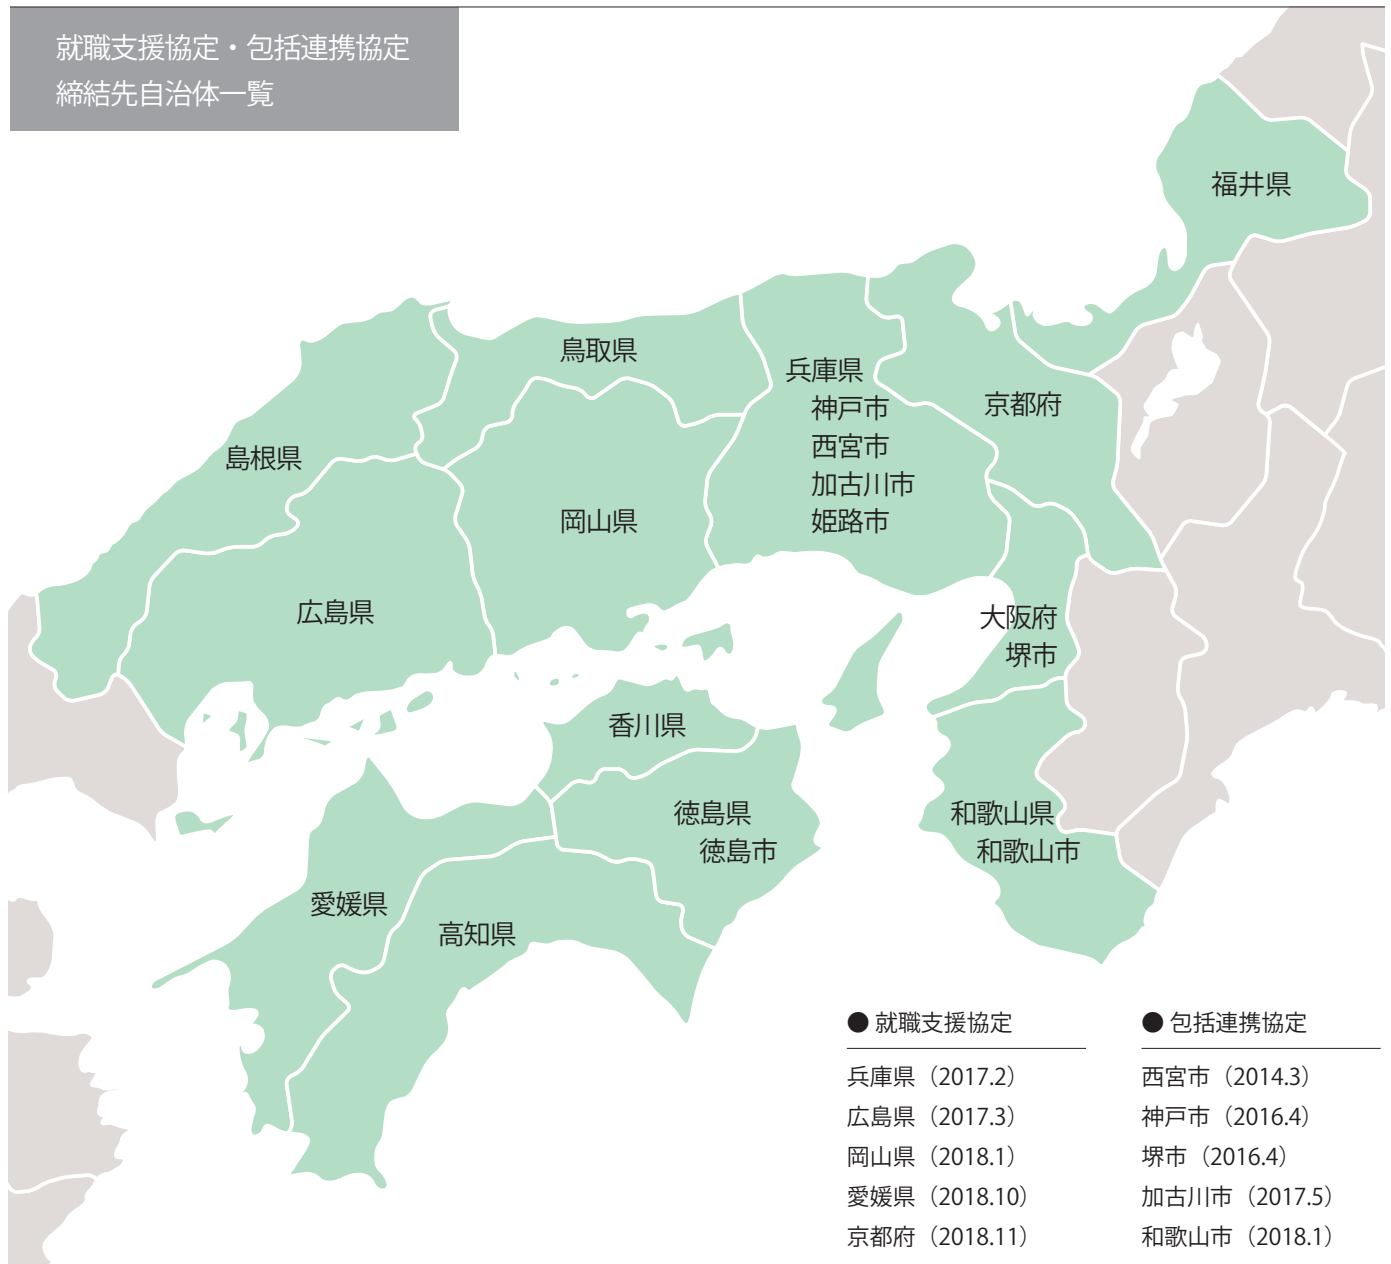 就職支援協定・包括連携協定
締結先自治体一覧
福井県
鳥取県
兵庫県
神戸市
西宮市
加古川市
姫路市
京都府
島根県
岡山県
広島県
大阪府
堺市
香川県
徳島県
徳島市
和歌山県
和歌山市
愛媛県
高知県
● 就職支援協定
兵庫県（2017.2）
広島県（2017.3）
岡山県（2018.1）
愛媛県（2018.10）
京都府（2018.11）
● 包括連携協定
西宮市（2014.3）
神戸市（2016.4）
堺市（2016.4）
加古川市（2017.5）
和歌山市（2018.1）